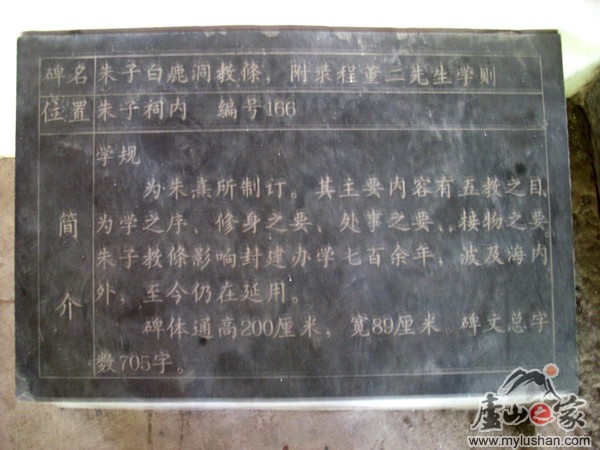 碑名 朱子白鹿洞教條，附录程董二先生学则
位置 朱子祠内 编号166
简介
学规
为朱熹所制订。其主要内容有五教之目、
为学之序、修身之要、处事之要、、接物之要
朱子教條影响封建办学七百余年，波及海内
外，至今仍在延用。
碑体通高200厘米，宽89厘米。碑文总字
数705字。
庐山之家
www.mylushan.com